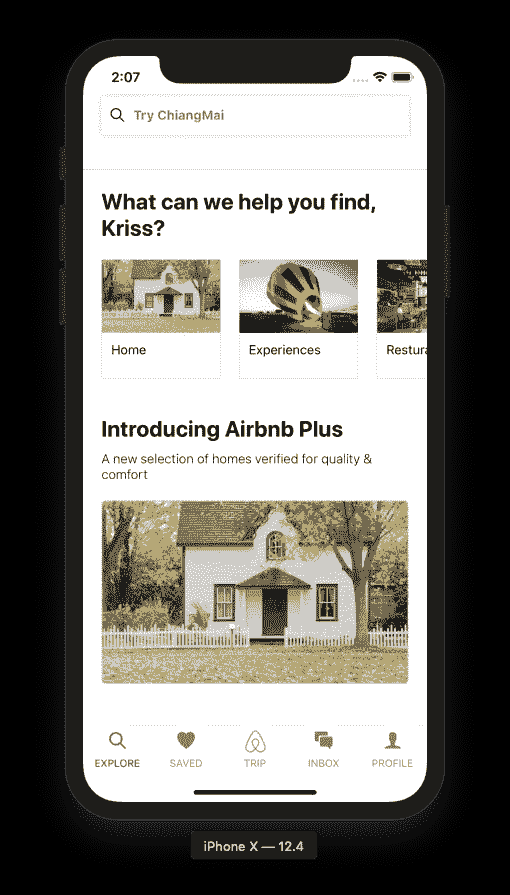 2:07
Try ChiangMai
What can we help you find,
Kriss?
Home
Experiences
Restura
Introducing Airbnb Plus
A new selection of homes verified for quality &
comfort
EXPLORE
SAVED
TRIP
INBOX
PROFILE
iPhone X — 12.4